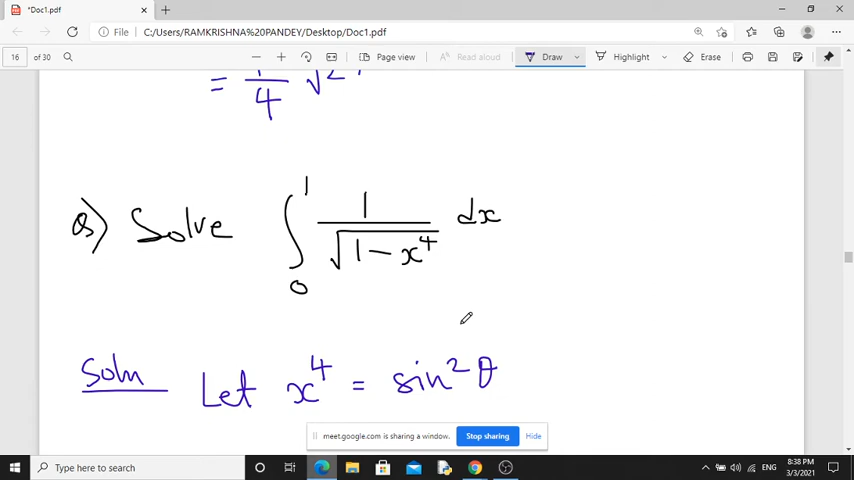 *Doc1.pdf
C:/Users/RAMKRISHNA%20PANDEY/Desktop/Doc1.pdf
16 of 30 Page view Read aloud Draw Highlight Erase
= 4 √2
Q) Solve ∫₀¹ 1/√(1-x⁴) dx
Soln Let x⁴ = sin²θ
meet.google.com is sharing a window. Stop sharing Hide
Type here to search ENG 8:38 PM
3/3/2021